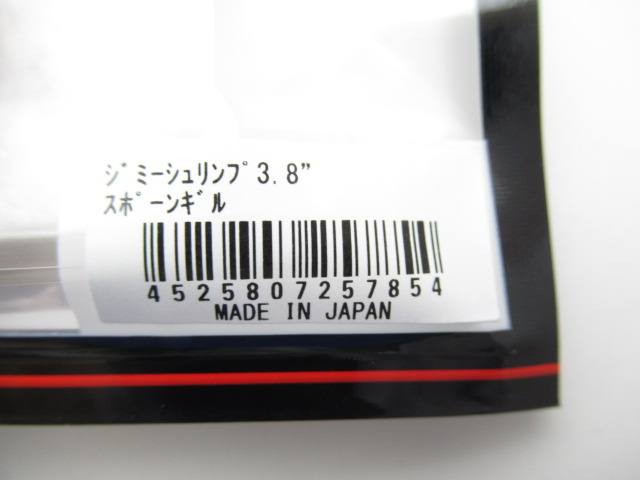 ｼﾞﾐｰｼｭﾘﾝﾌﾟ3.8"
ｽﾎﾟｰﾝｷﾞﾙ
4525807257854
MADE IN JAPAN